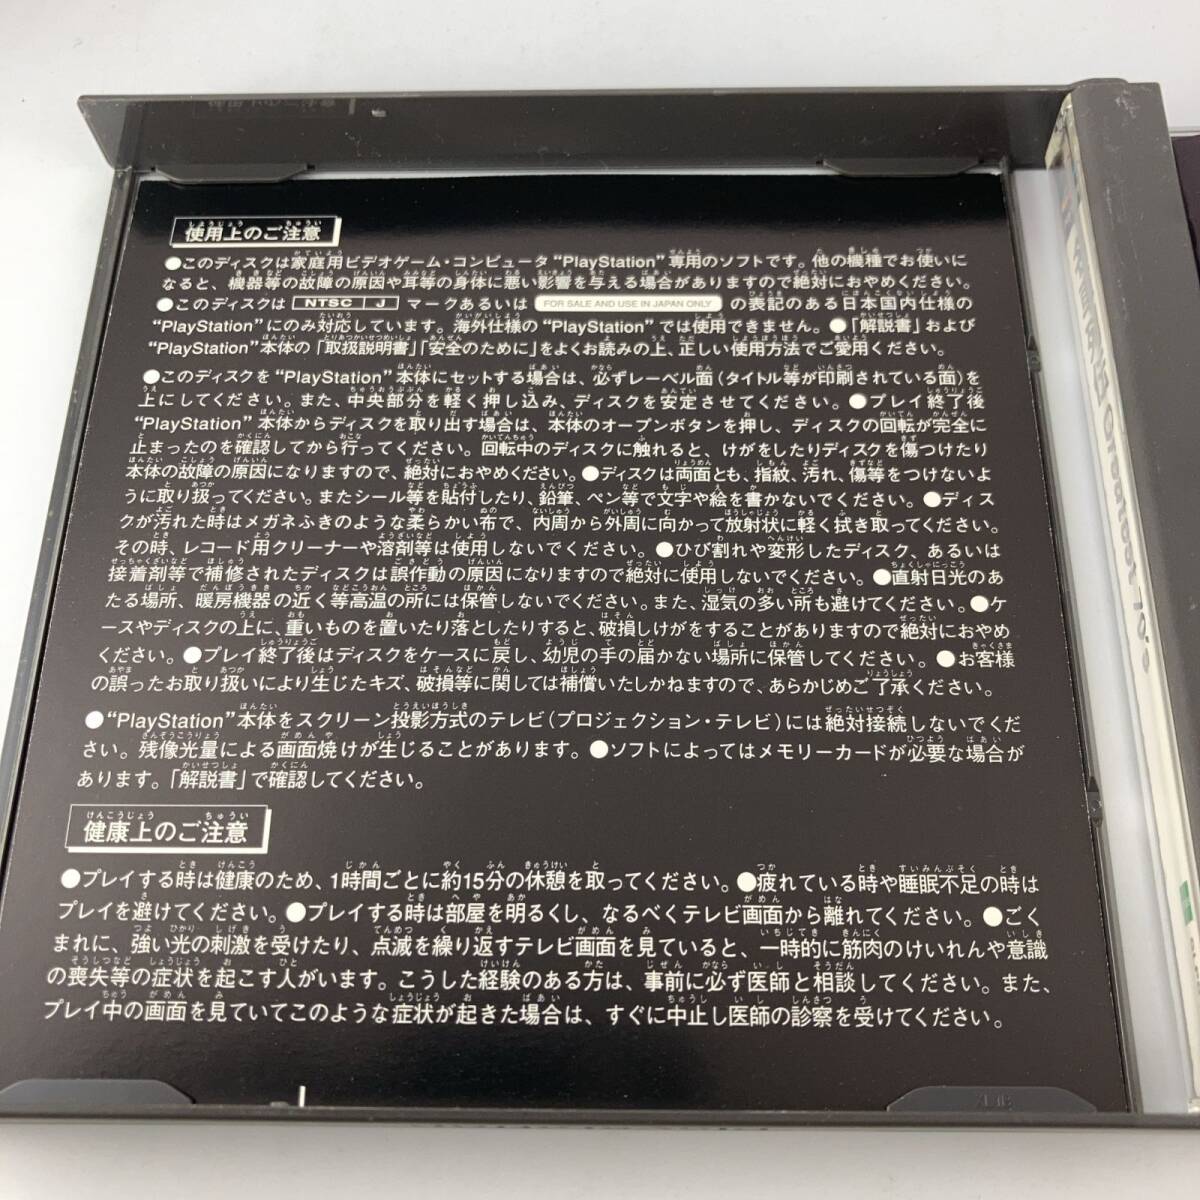 使用上のご注意
●このディスクは家庭用ビデオゲーム・コンピュータ“PlayStation”専用のソフトです。他の機種でお使いに
なると、機器等の故障の原因や耳等の身体に悪い影響を与える場合がありますので絶対におやめください。
●このディスクは NTSC J マークあるいは FOR SALE AND USE IN JAPAN ONLY の表記のある日本国内仕様の
“PlayStation”にのみ対応しています。海外仕様の“PlayStation”では使用できません。●「解説書」および
“PlayStation”本体の「取扱説明書」「安全のために」をよくお読みの上、正しい使用方法でご愛用ください。
●このディスクを“PlayStation”本体にセットする場合は、必ずレーベル面(タイトル等が印刷されている面)を
上にしてください。また、中央部分を軽く押し込み、ディスクを安定させてください。●プレイ終了後
“PlayStation”本体からディスクを取り出す場合は、本体のオープンボタンを押し、ディスクの回転が完全に
止まったのを確認してから行ってください。回転中のディスクに触れると、けがをしたりディスクを傷つけたり
本体の故障の原因になりますので、絶対におやめください。●ディスクは両面とも、指紋、汚れ、傷等をつけないよ
うに取り扱ってください。またシール等を貼付したり、鉛筆、ペン等で文字や絵を書かないでください。●ディス
クが汚れた時はメガネふきのような柔らかい布で、内周から外周に向かって放射状に軽く拭き取ってください。
その時、レコード用クリーナーや溶剤等は使用しないでください。●ひび割れや変形したディスク、あるいは
接着剤等で補修されたディスクは誤作動の原因になりますので絶対に使用しないでください。●直射日光のあ
たる場所、暖房機器の近く等高温の所には保管しないでください。また、湿気の多い所も避けてください。●ケ
ースやディスクの上に、重いものを置いたり落としたりすると、破損しけがをすることがありますので絶対におやめ
ください。●プレイ終了後はディスクをケースに戻し、幼児の手の届かない場所に保管してください。●お客様
の誤ったお取り扱いにより生じたキズ、破損等に関しては補償いたしかねますので、あらかじめご了承ください。
●“PlayStation”本体をスクリーン投影方式のテレビ(プロジェクション・テレビ)には絶対接続しないでくだ
さい。残像光量による画面焼けが生じることがあります。●ソフトによってはメモリーカードが必要な場合が
あります。「解説書」で確認してください。
健康上のご注意
●プレイする時は健康のため、1時間ごとに約15分の休憩を取ってください。●疲れている時や睡眠不足の時は
プレイを避けてください。●プレイする時は部屋を明るくし、なるべくテレビ画面から離れてください。●ごく
まれに、強い光の刺激を受けたり、点滅を繰り返すテレビ画面を見ていると、一時的に筋肉のけいれんや意識
の喪失等の症状を起こす人がいます。こうした経験のある方は、事前に必ず医師と相談してください。また、
プレイ中の画面を見ていてこのような症状が起きた場合は、すぐに中止し医師の診察を受けてください。
Greatest 70's